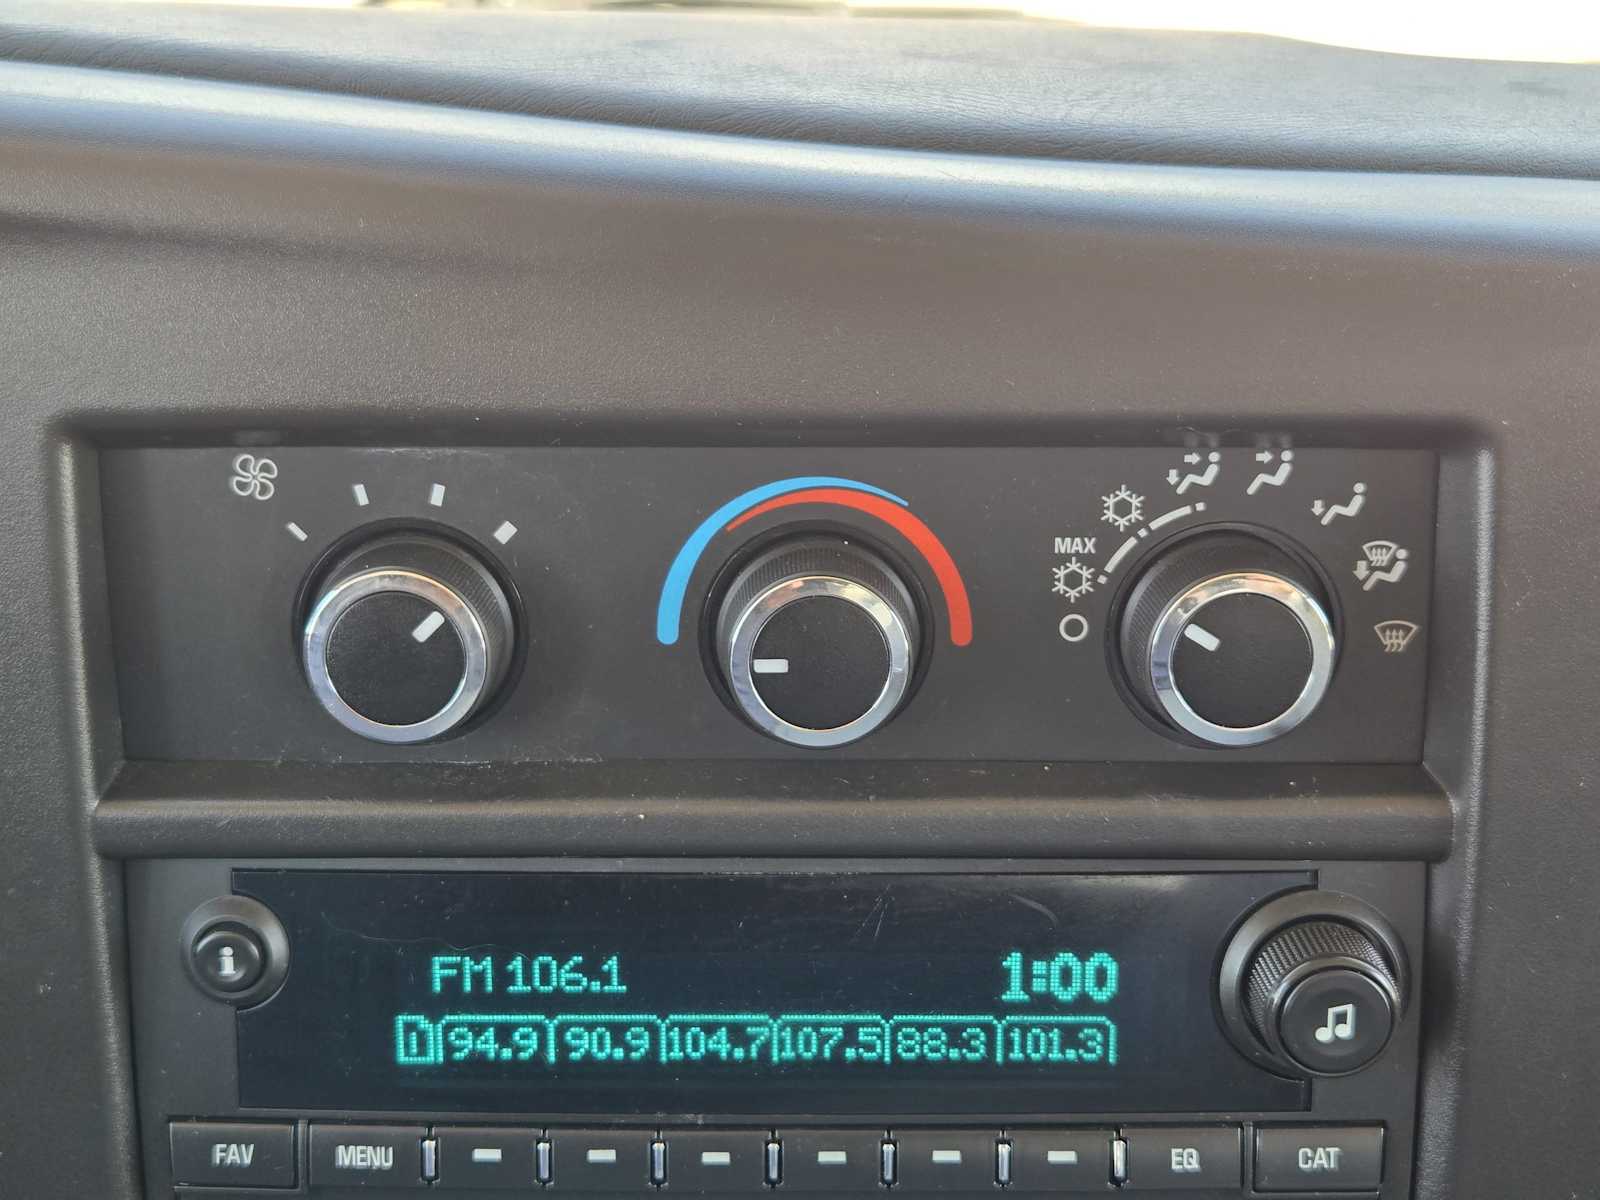 MAX
FM 106.1 1:00
1 94.9 90.9 104.7 107.5 88.3 101.3
i
FAV MENU EQ CAT